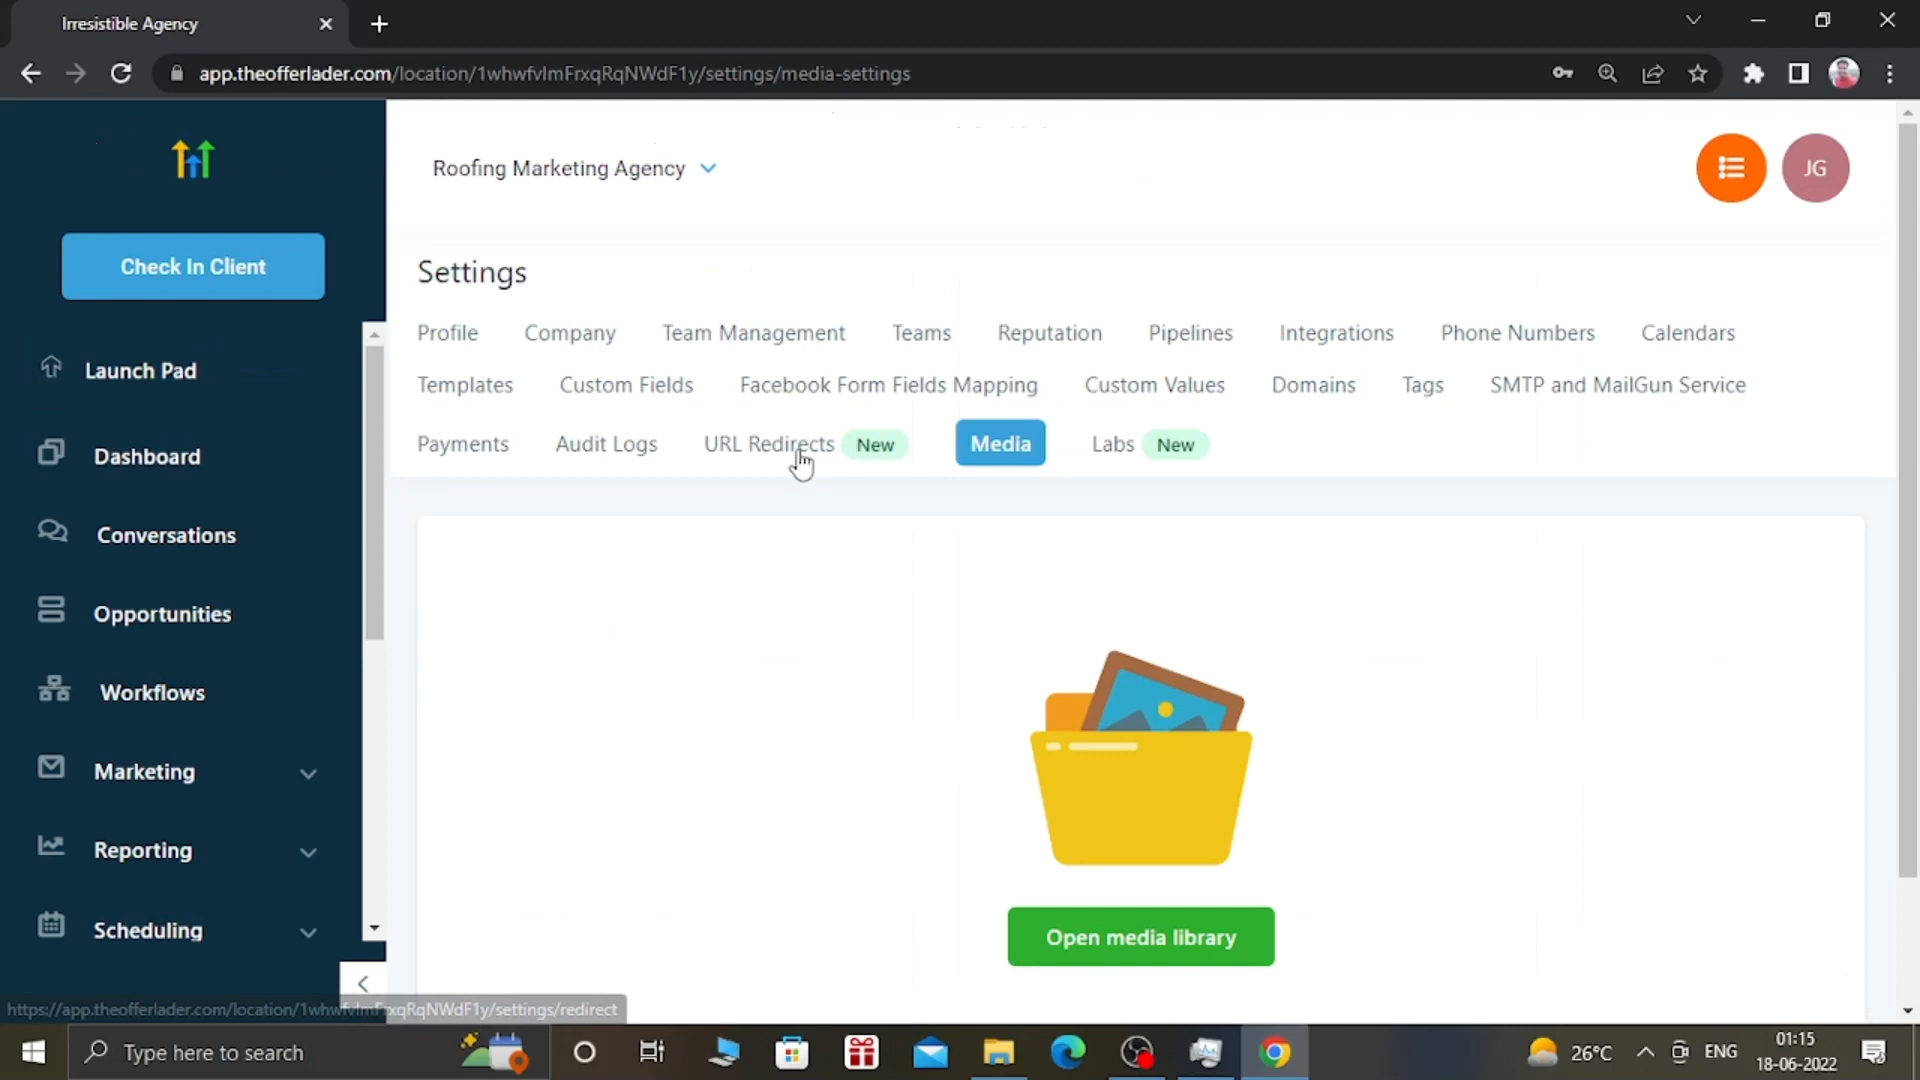 Irresistible Agency
app.theofferlader.com/location/1whwfvlmFrxqRqNWdF1y/settings/media-settings
Roofing Marketing Agency
JG
Check In Client
Settings
Profile Company Team Management Teams Reputation Pipelines Integrations Phone Numbers Calendars
Templates Custom Fields Facebook Form Fields Mapping Custom Values Domains Tags SMTP and MailGun Service
Payments Audit Logs URL Redirects New Media Labs New
Launch Pad
Dashboard
Conversations
Opportunities
Workflows
Marketing
Reporting
Scheduling
Open media library
https://app.theofferlader.com/location/1whwfvlmFrxqRqNWdF1y/settings/redirect
Type here to search
26°C
ENG
01:15
18-06-2022